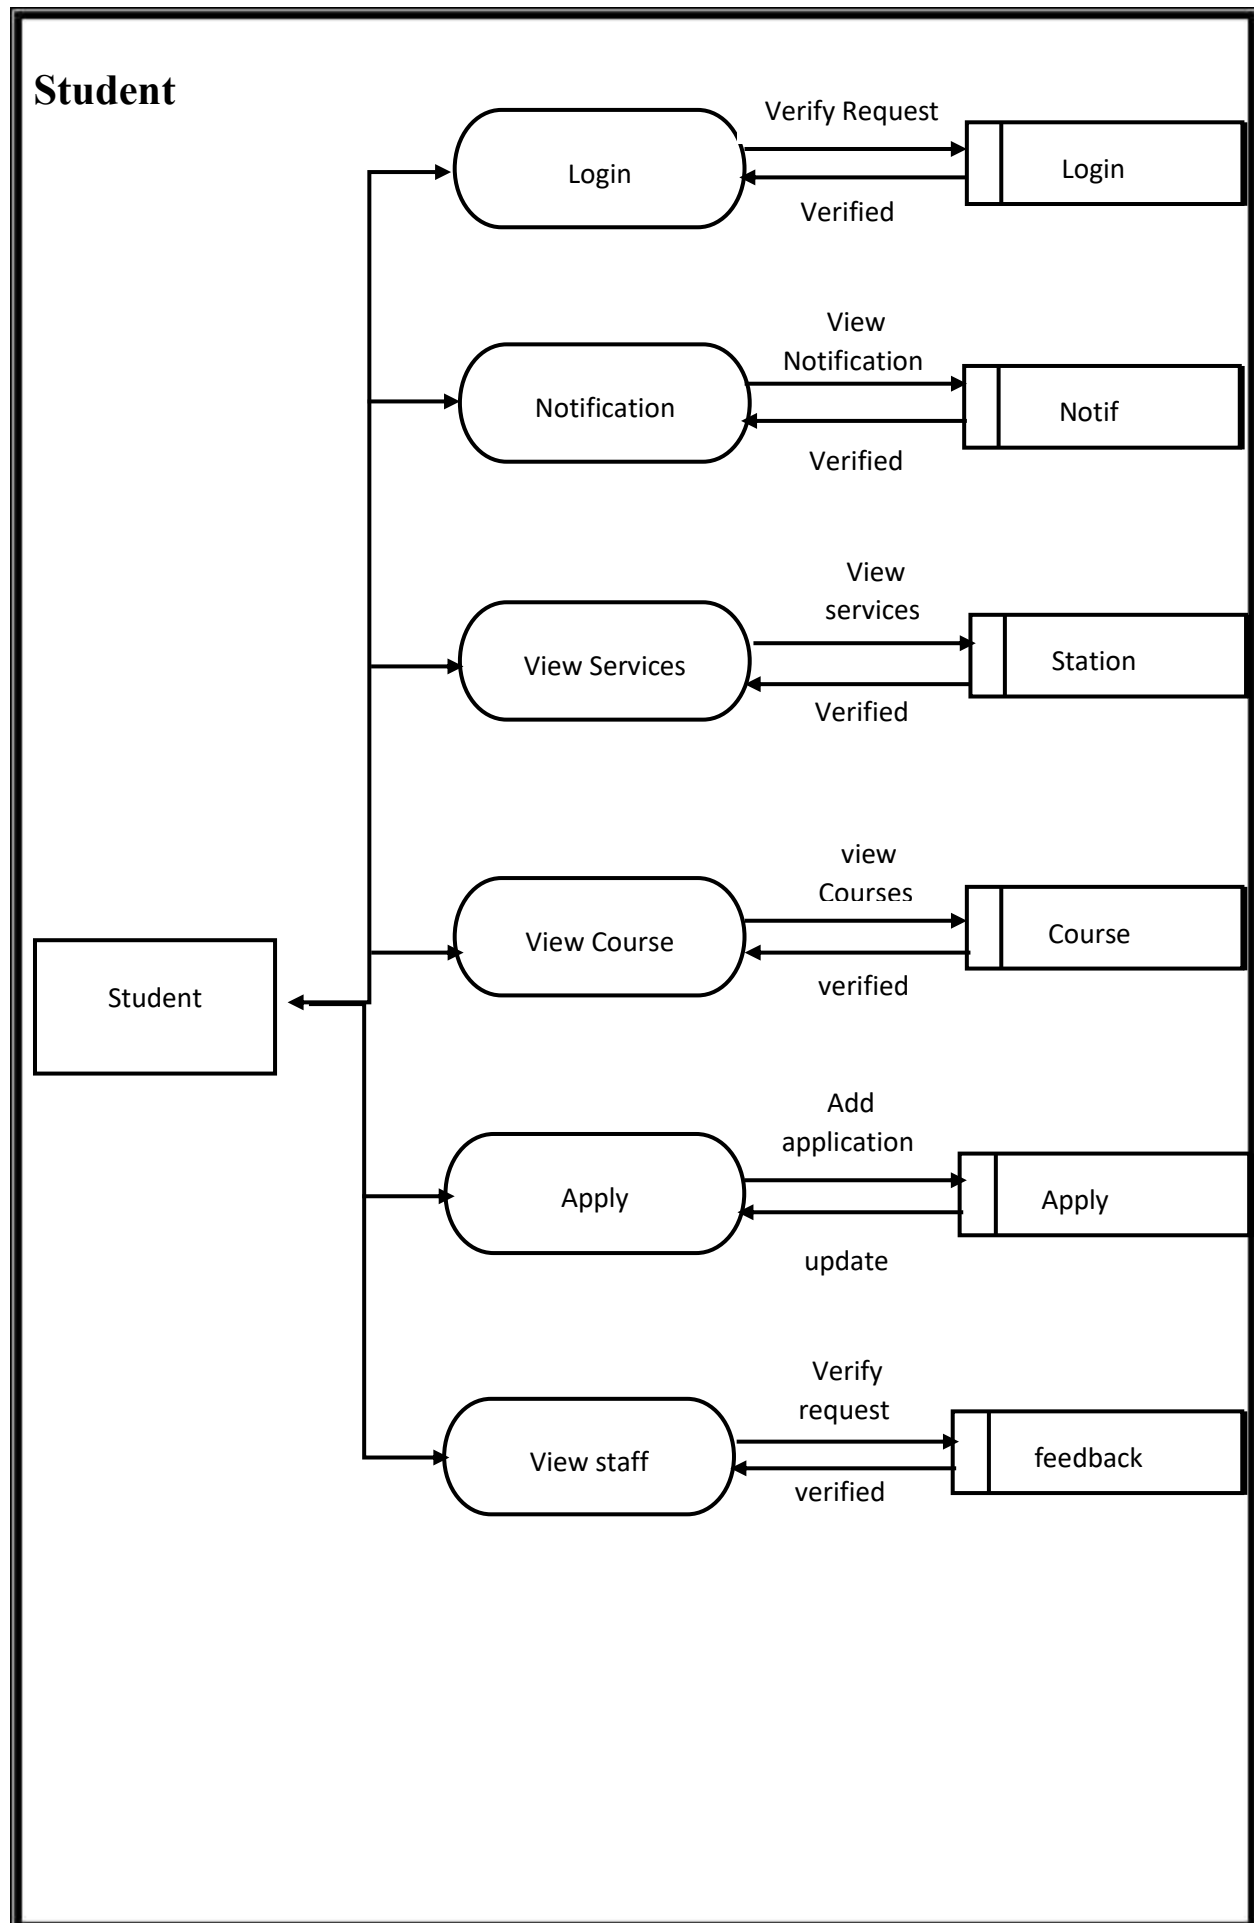 Student
Verify Request
Login
Login
Verified
View
Notification
Notification
Notif
Verified
View
services
View Services
Station
Verified
view
Courses
View Course
Course
verified
Student
Add
application
Apply
Apply
update
Verify
request
View staff
feedback
verified